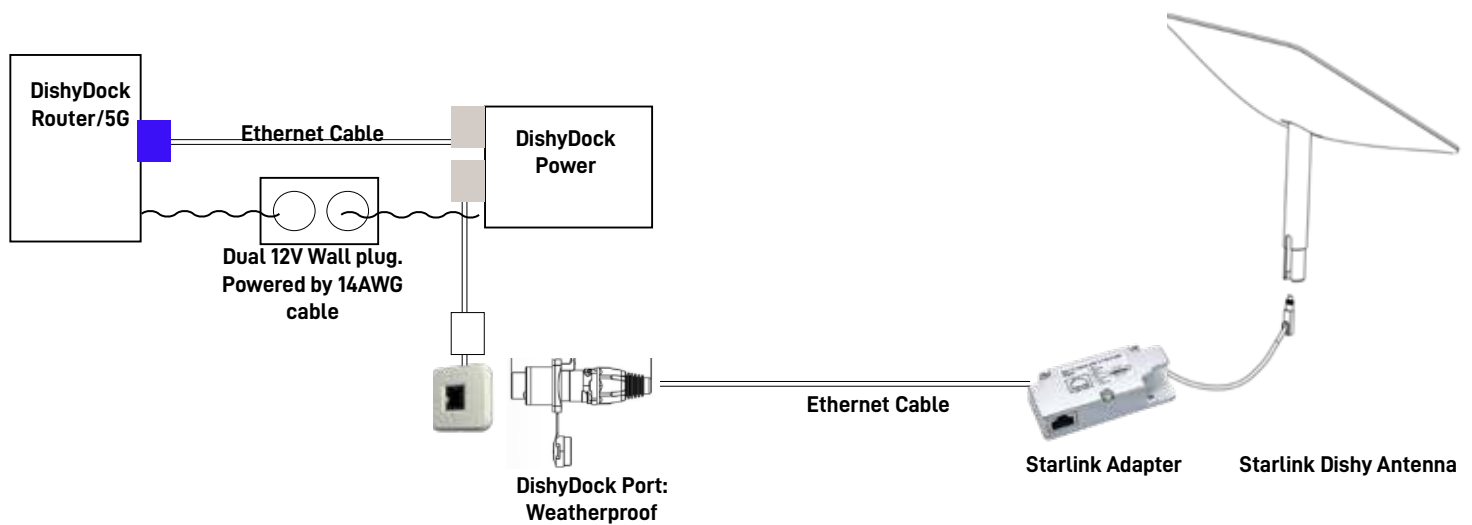 DishyDock
Router/5G
Ethernet Cable
DishyDock
Power
Dual 12V Wall plug.
Powered by 14AWG
cable
Ethernet Cable
DishyDock Port:
Weatherproof
Starlink Adapter
Starlink Dishy Antenna